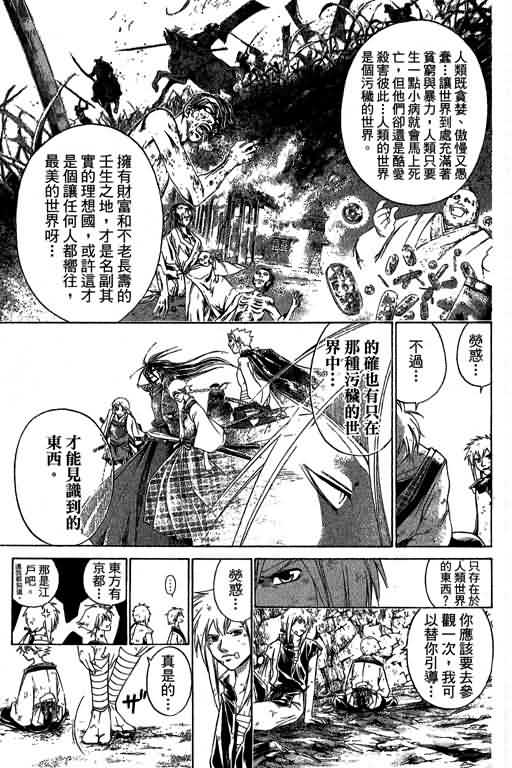 人類既貪婪、傲慢又愚
蠢…讓世界到處充滿著
貧窮與暴力，人類只要
生一點小病就會馬上死
亡，但他們卻還是酷愛
殺害彼此…人類的世界
是個污穢的世界。
擁有財富和不老長壽的
壬生之地，才是名副其
實的理想國，或許這才
是個讓任何人都嚮往，
最美的世界呀…
熒惑…
不過…
的確也有只在
那種污穢的世
界中…
才能見識到的
東西。
只存在於
人類世界
的東西？
你應該要去參
觀一次，我可
以替你引導…
熒惑…
…
東方有
京都…
那是江
戶吧。
真是的…